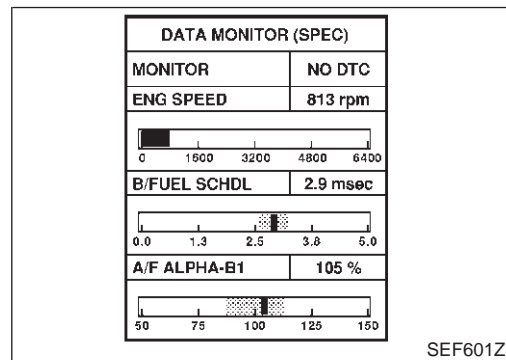 DATA MONITOR (SPEC)
MONITOR NO DTC
ENG SPEED 813 rpm
0 1600 3200 4800 6400
B/FUEL SCHDL 2.9 msec
0.0 1.3 2.5 3.8 5.0
A/F ALPHA-B1 105 %
50 75 100 125 150
SEF601Z